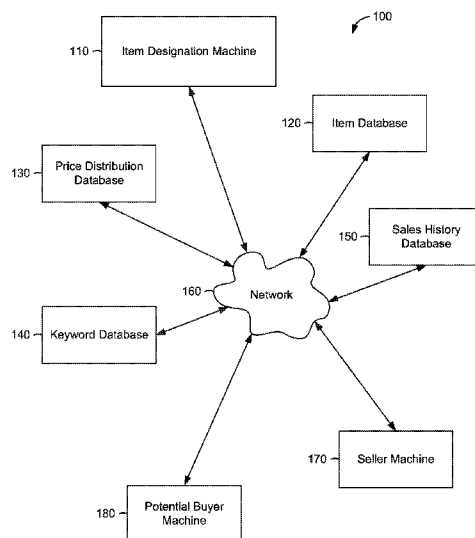 100
110
Item Designation Machine
120
Item Database
130
Price Distribution
Database
150
Sales History
Database
160
Network
140
Keyword Database
170
Seller Machine
180
Potential Buyer
Machine